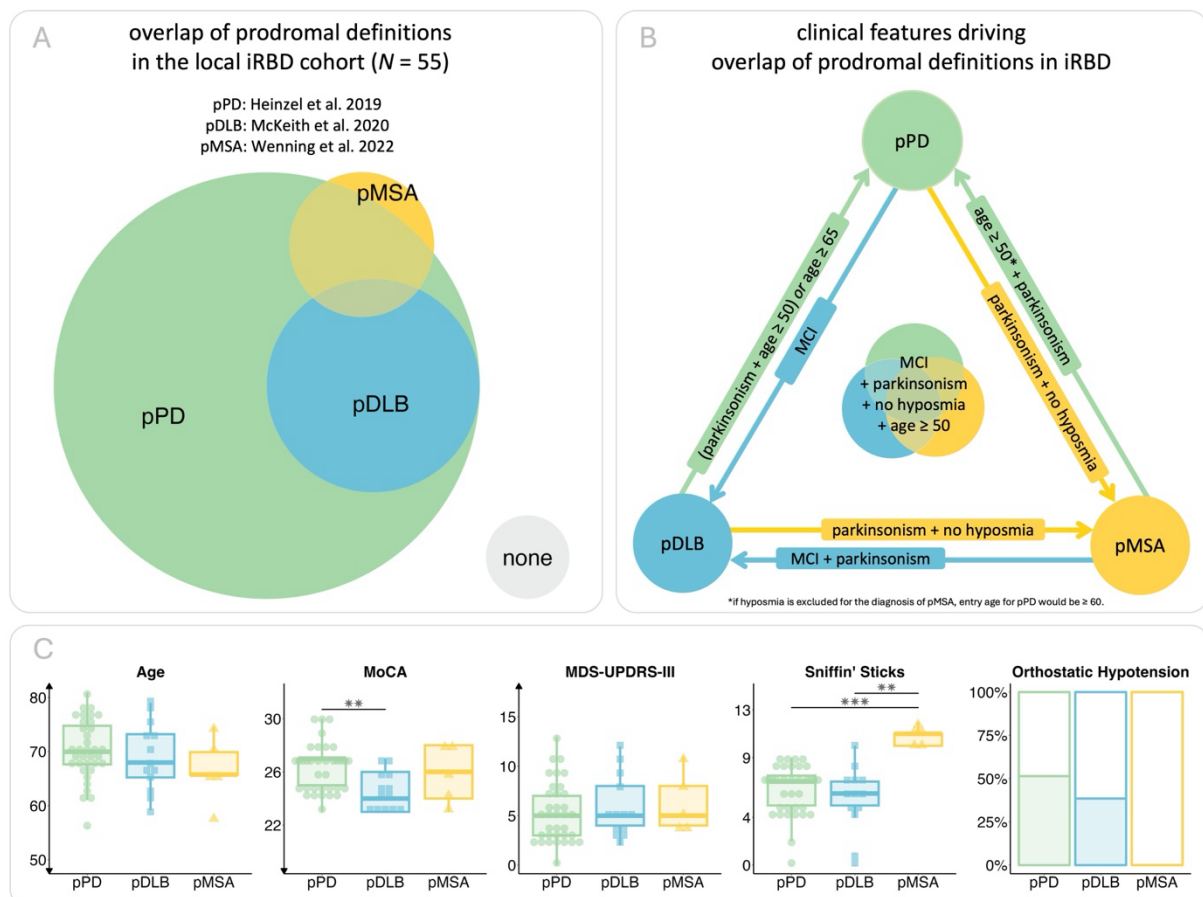 A
overlap of prodromal definitions
in the local iRBD cohort (N = 55)
pPD: Heinzel et al. 2019
pDLB: McKeith et al. 2020
pMSA: Wenning et al. 2022
pMSA
pPD
pDLB
none
B
clinical features driving
overlap of prodromal definitions in iRBD
pPD
(parkinsonism + age ≥ 50) or age ≥ 65
MCI
age ≥ 50* + parkinsonism
parkinsonism + no hyposmia
MCI
+ parkinsonism
+ no hyposmia
+ age ≥ 50
pDLB
parkinsonism + no hyposmia
MCI + parkinsonism
pMSA
*if hyposmia is excluded for the diagnosis of pMSA, entry age for pPD would be ≥ 60.
C
Age
80
70
60
50
pPD pDLB pMSA
MoCA
**
30
28
26
24
22
pPD pDLB pMSA
MDS-UPDRS-III
15
10
5
0
pPD pDLB pMSA
Sniffin' Sticks
**
***
13
9
4
0
pPD pDLB pMSA
Orthostatic Hypotension
100%
75%
50%
25%
0%
pPD pDLB pMSA